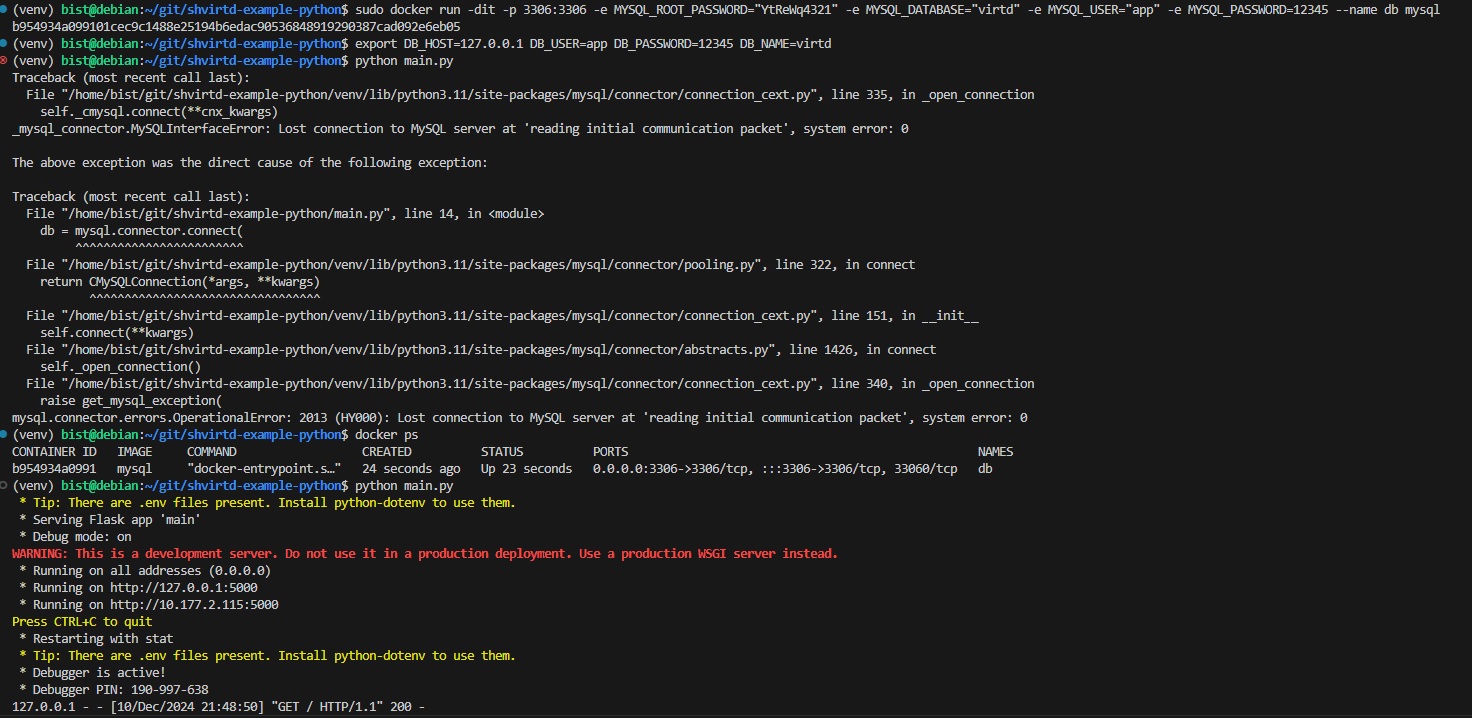 (venv) bist@debian:~/git/shvirtd-example-python$ sudo docker run -dit -p 3306:3306 -e MYSQL_ROOT_PASSWORD="YtReWq4321" -e MYSQL_DATABASE="virtd" -e MYSQL_USER="app" -e MYSQL_PASSWORD=12345 --name db mysql
b954934a099101cec9c1488e25194b6edac90536848919290387cad092e6eb05
(venv) bist@debian:~/git/shvirtd-example-python$ export DB_HOST=127.0.0.1 DB_USER=app DB_PASSWORD=12345 DB_NAME=virtd
(venv) bist@debian:~/git/shvirtd-example-python$ python main.py
Traceback (most recent call last):
  File "/home/bist/git/shvirtd-example-python/venv/lib/python3.11/site-packages/mysql/connector/connection_cext.py", line 335, in _open_connection
    self._cmysql.connect(**cnx_kwargs)
_mysql_connector.MySQLInterfaceError: Lost connection to MySQL server at 'reading initial communication packet', system error: 0
The above exception was the direct cause of the following exception:
Traceback (most recent call last):
  File "/home/bist/git/shvirtd-example-python/main.py", line 14, in <module>
    db = mysql.connector.connect(
         ^^^^^^^^^^^^^^^^^^^^^^^^
  File "/home/bist/git/shvirtd-example-python/venv/lib/python3.11/site-packages/mysql/connector/pooling.py", line 322, in connect
    return CMySQLConnection(*args, **kwargs)
           ^^^^^^^^^^^^^^^^^^^^^^^^^^^^^^^^^
  File "/home/bist/git/shvirtd-example-python/venv/lib/python3.11/site-packages/mysql/connector/connection_cext.py", line 151, in __init__
    self.connect(**kwargs)
  File "/home/bist/git/shvirtd-example-python/venv/lib/python3.11/site-packages/mysql/connector/abstracts.py", line 1426, in connect
    self._open_connection()
  File "/home/bist/git/shvirtd-example-python/venv/lib/python3.11/site-packages/mysql/connector/connection_cext.py", line 340, in _open_connection
    raise get_mysql_exception(
mysql.connector.errors.OperationalError: 2013 (HY000): Lost connection to MySQL server at 'reading initial communication packet', system error: 0
(venv) bist@debian:~/git/shvirtd-example-python$ docker ps
CONTAINER ID   IMAGE     COMMAND                  CREATED          STATUS          PORTS                                                  NAMES
b954934a0991   mysql     "docker-entrypoint.s…"   24 seconds ago   Up 23 seconds   0.0.0.0:3306->3306/tcp, :::3306->3306/tcp, 33060/tcp   db
(venv) bist@debian:~/git/shvirtd-example-python$ python main.py
 * Tip: There are .env files present. Install python-dotenv to use them.
 * Serving Flask app 'main'
 * Debug mode: on
WARNING: This is a development server. Do not use it in a production deployment. Use a production WSGI server instead.
 * Running on all addresses (0.0.0.0)
 * Running on http://127.0.0.1:5000
 * Running on http://10.177.2.115:5000
Press CTRL+C to quit
 * Restarting with stat
 * Tip: There are .env files present. Install python-dotenv to use them.
 * Debugger is active!
 * Debugger PIN: 190-997-638
127.0.0.1 - - [10/Dec/2024 21:48:50] "GET / HTTP/1.1" 200 -